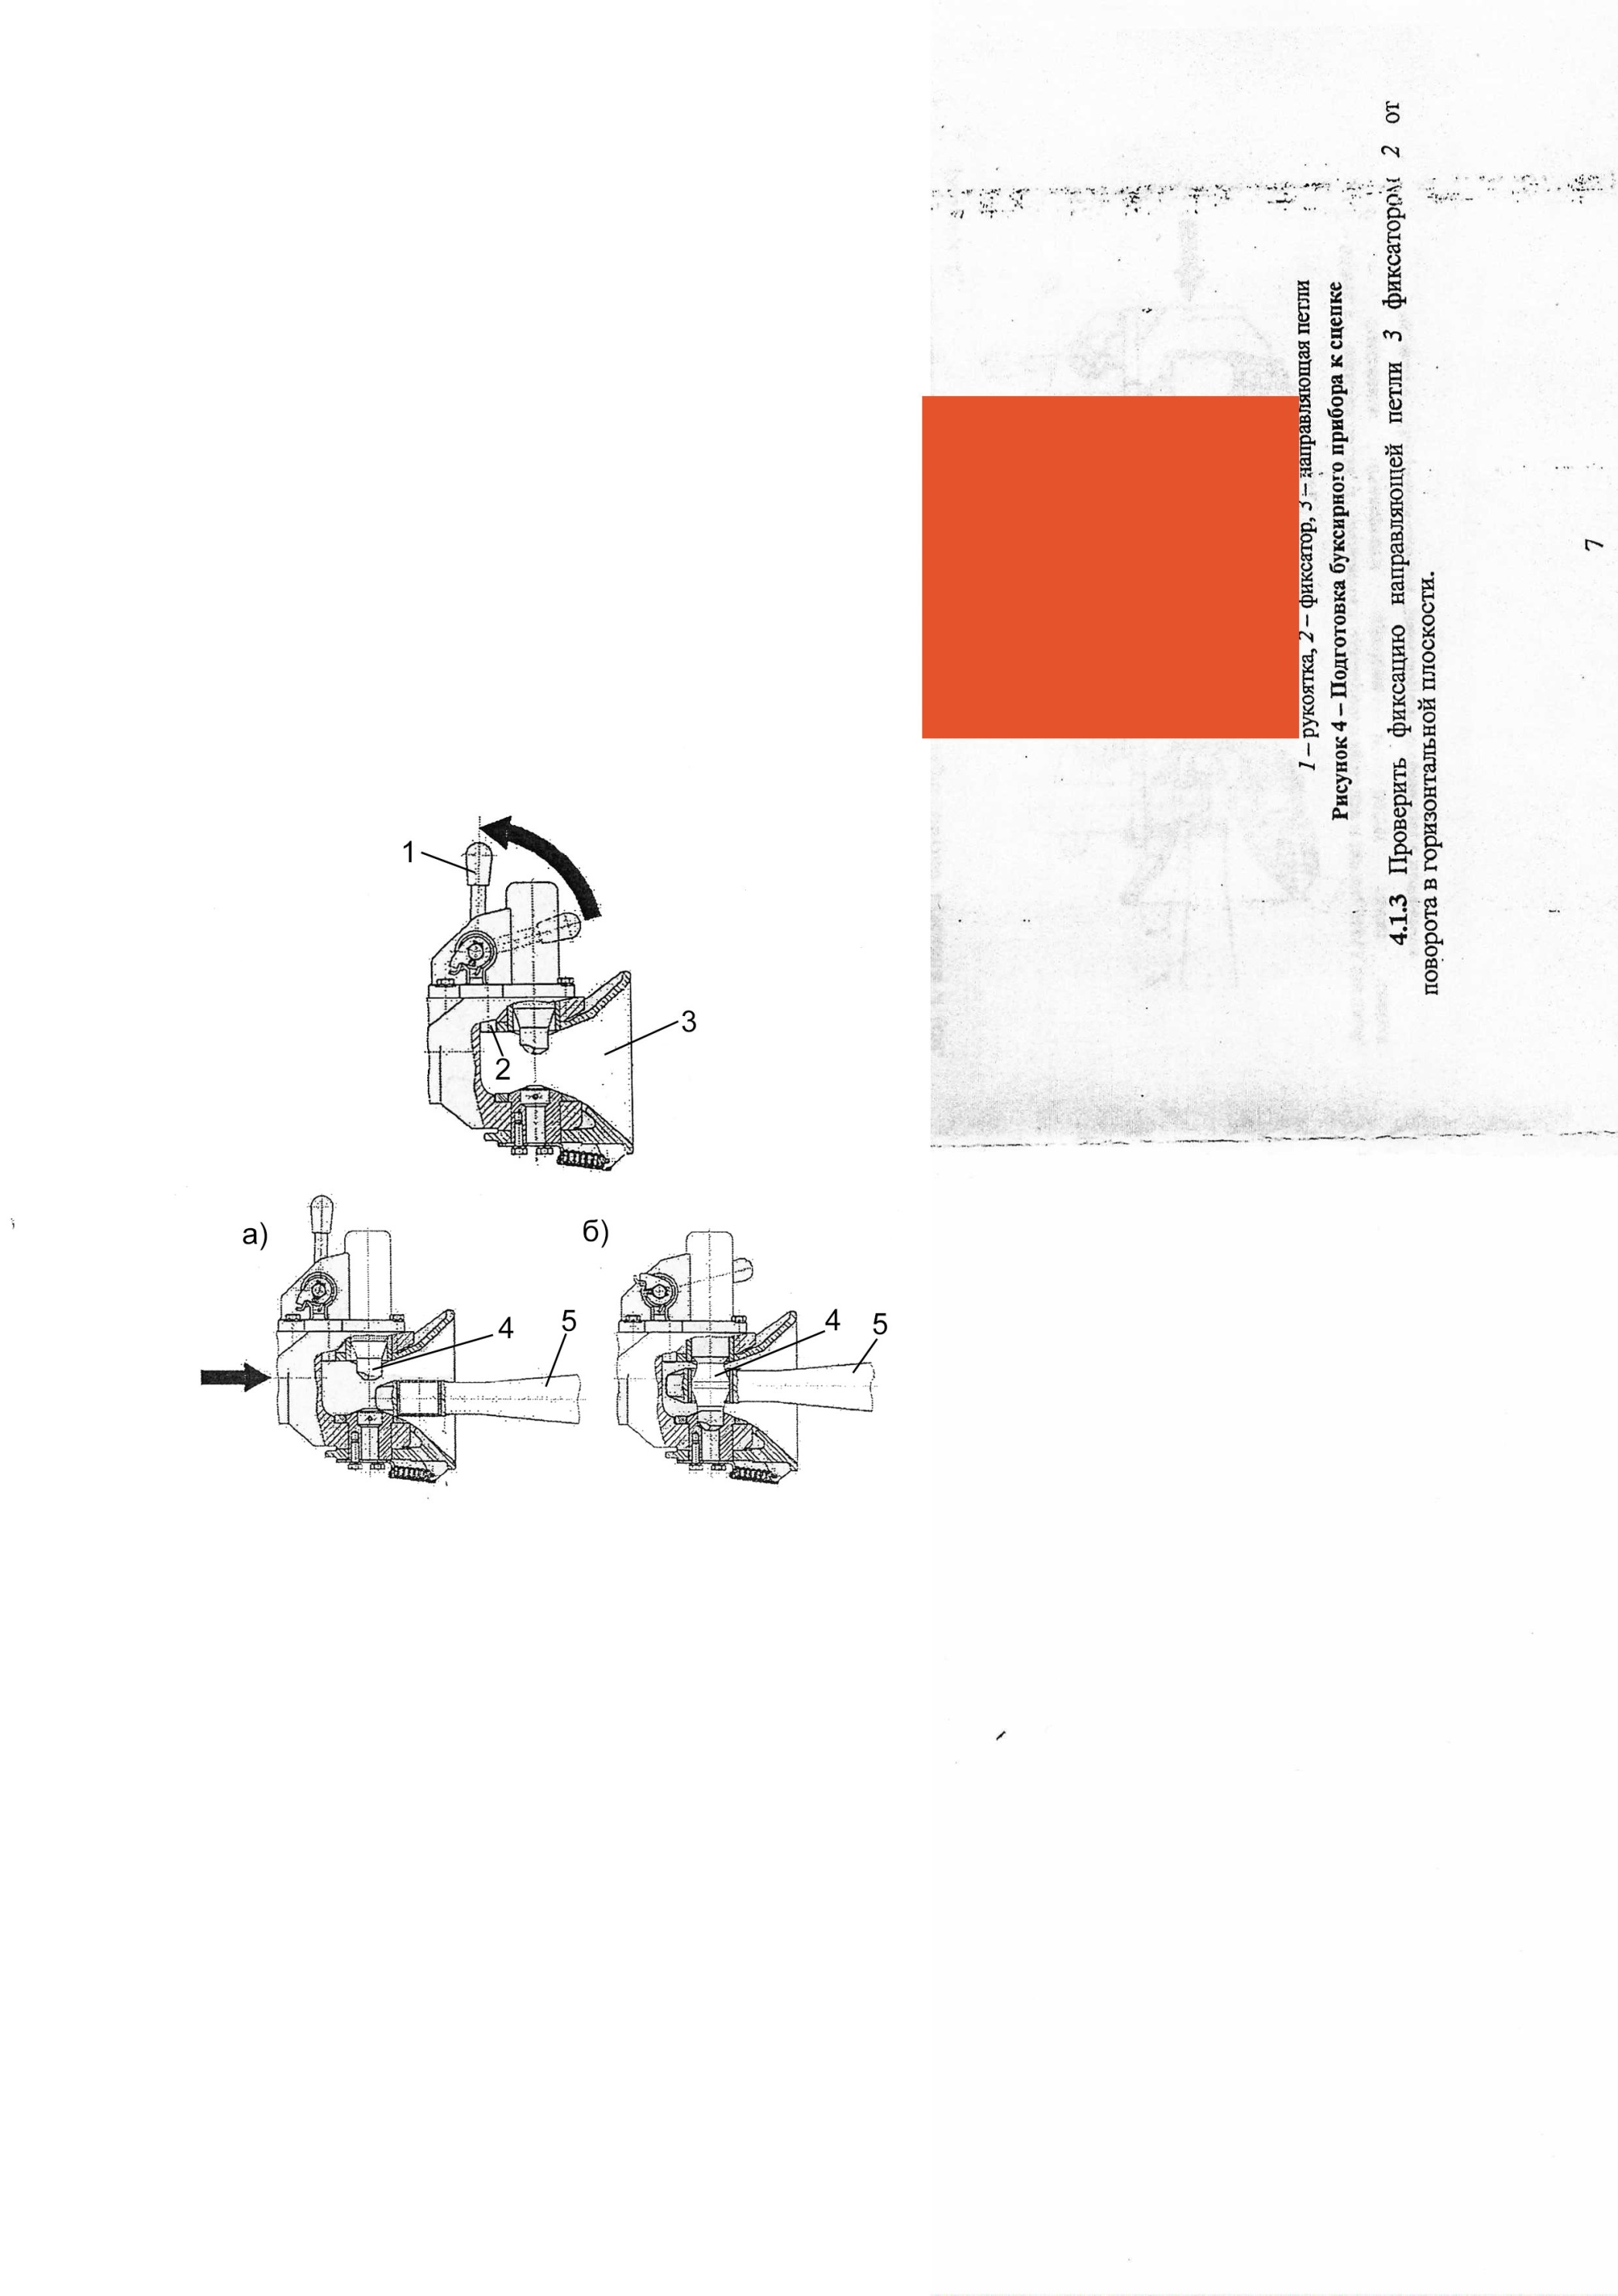 1
2
3
а)
4
5
б)
4
5
1 – рукоятка, 2 – фиксатор, 3 – направляющая петли
Рисунок 4 – Подготовка буксирного прибора к сцепке
4.1.3 Проверить фиксацию направляющей петли 3 фиксатором 2 от
поворота в горизонтальной плоскости.
7